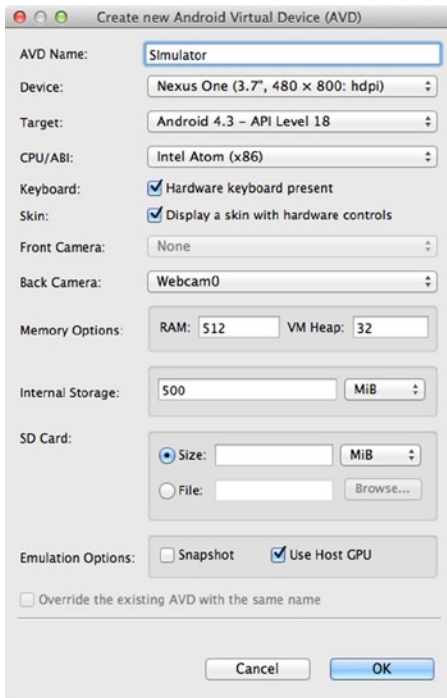 Create new Android Virtual Device (AVD)
AVD Name: SImulator
Device: Nexus One (3.7", 480 × 800: hdpi)
Target: Android 4.3 – API Level 18
CPU/ABI: Intel Atom (x86)
Keyboard: Hardware keyboard present
Skin: Display a skin with hardware controls
Front Camera: None
Back Camera: Webcam0
Memory Options: RAM: 512 VM Heap: 32
Internal Storage: 500 MiB
SD Card:
Size: MiB
File: Browse...
Emulation Options: Snapshot Use Host GPU
Override the existing AVD with the same name
Cancel OK